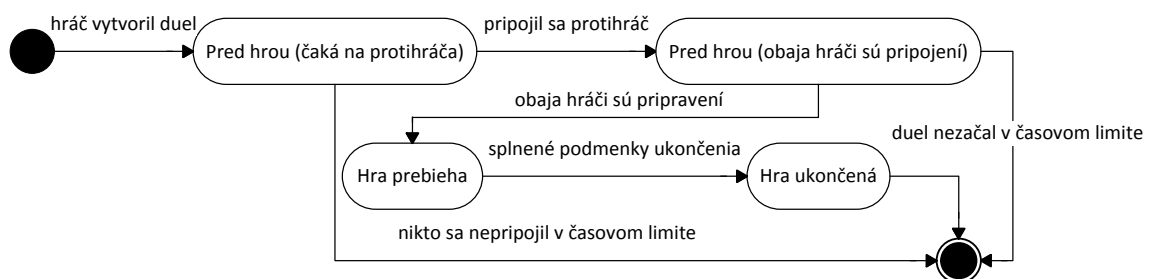 hráč vytvoril duel
Pred hrou (čaká na protihráča)
pripojil sa protihráč
Pred hrou (obaja hráči sú pripojení)
obaja hráči sú pripravení
duel nezačal v časovom limite
Hra prebieha
splnené podmenky ukončenia
Hra ukončená
nikto sa nepripojil v časovom limite